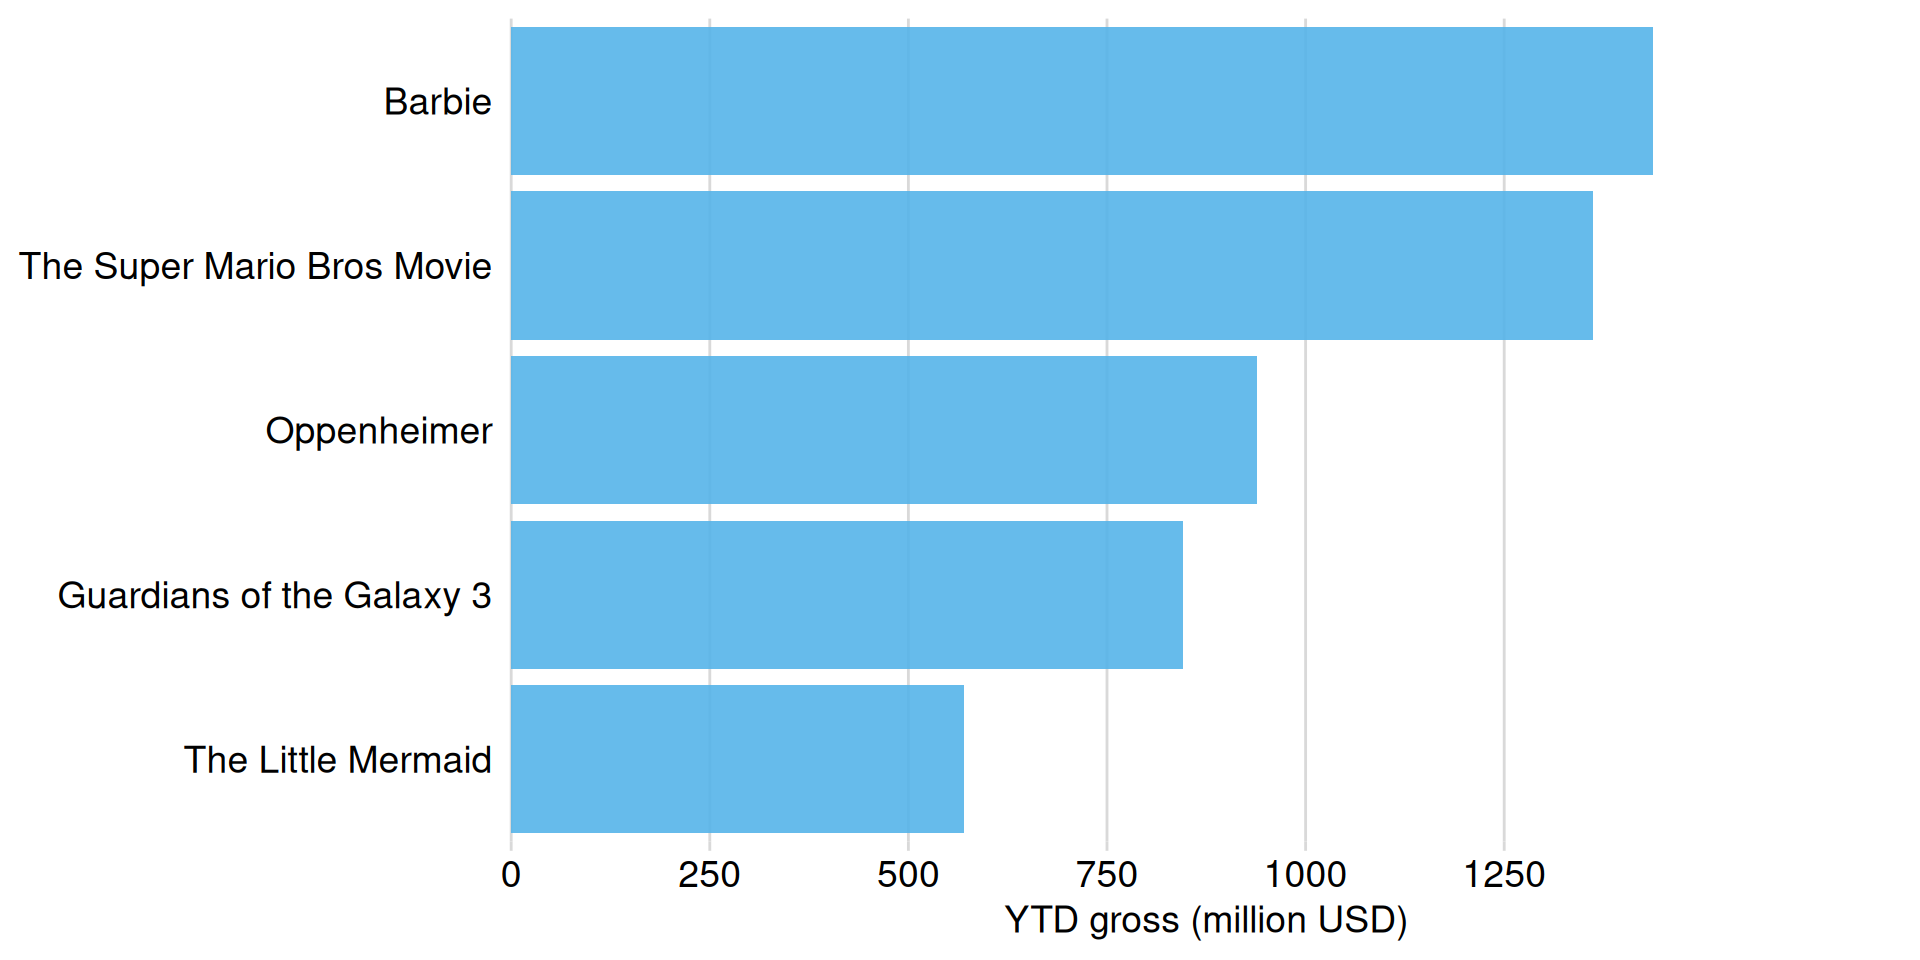 Barbie
The Super Mario Bros Movie
Oppenheimer
Guardians of the Galaxy 3
The Little Mermaid
0 250 500 750 1000 1250
YTD gross (million USD)